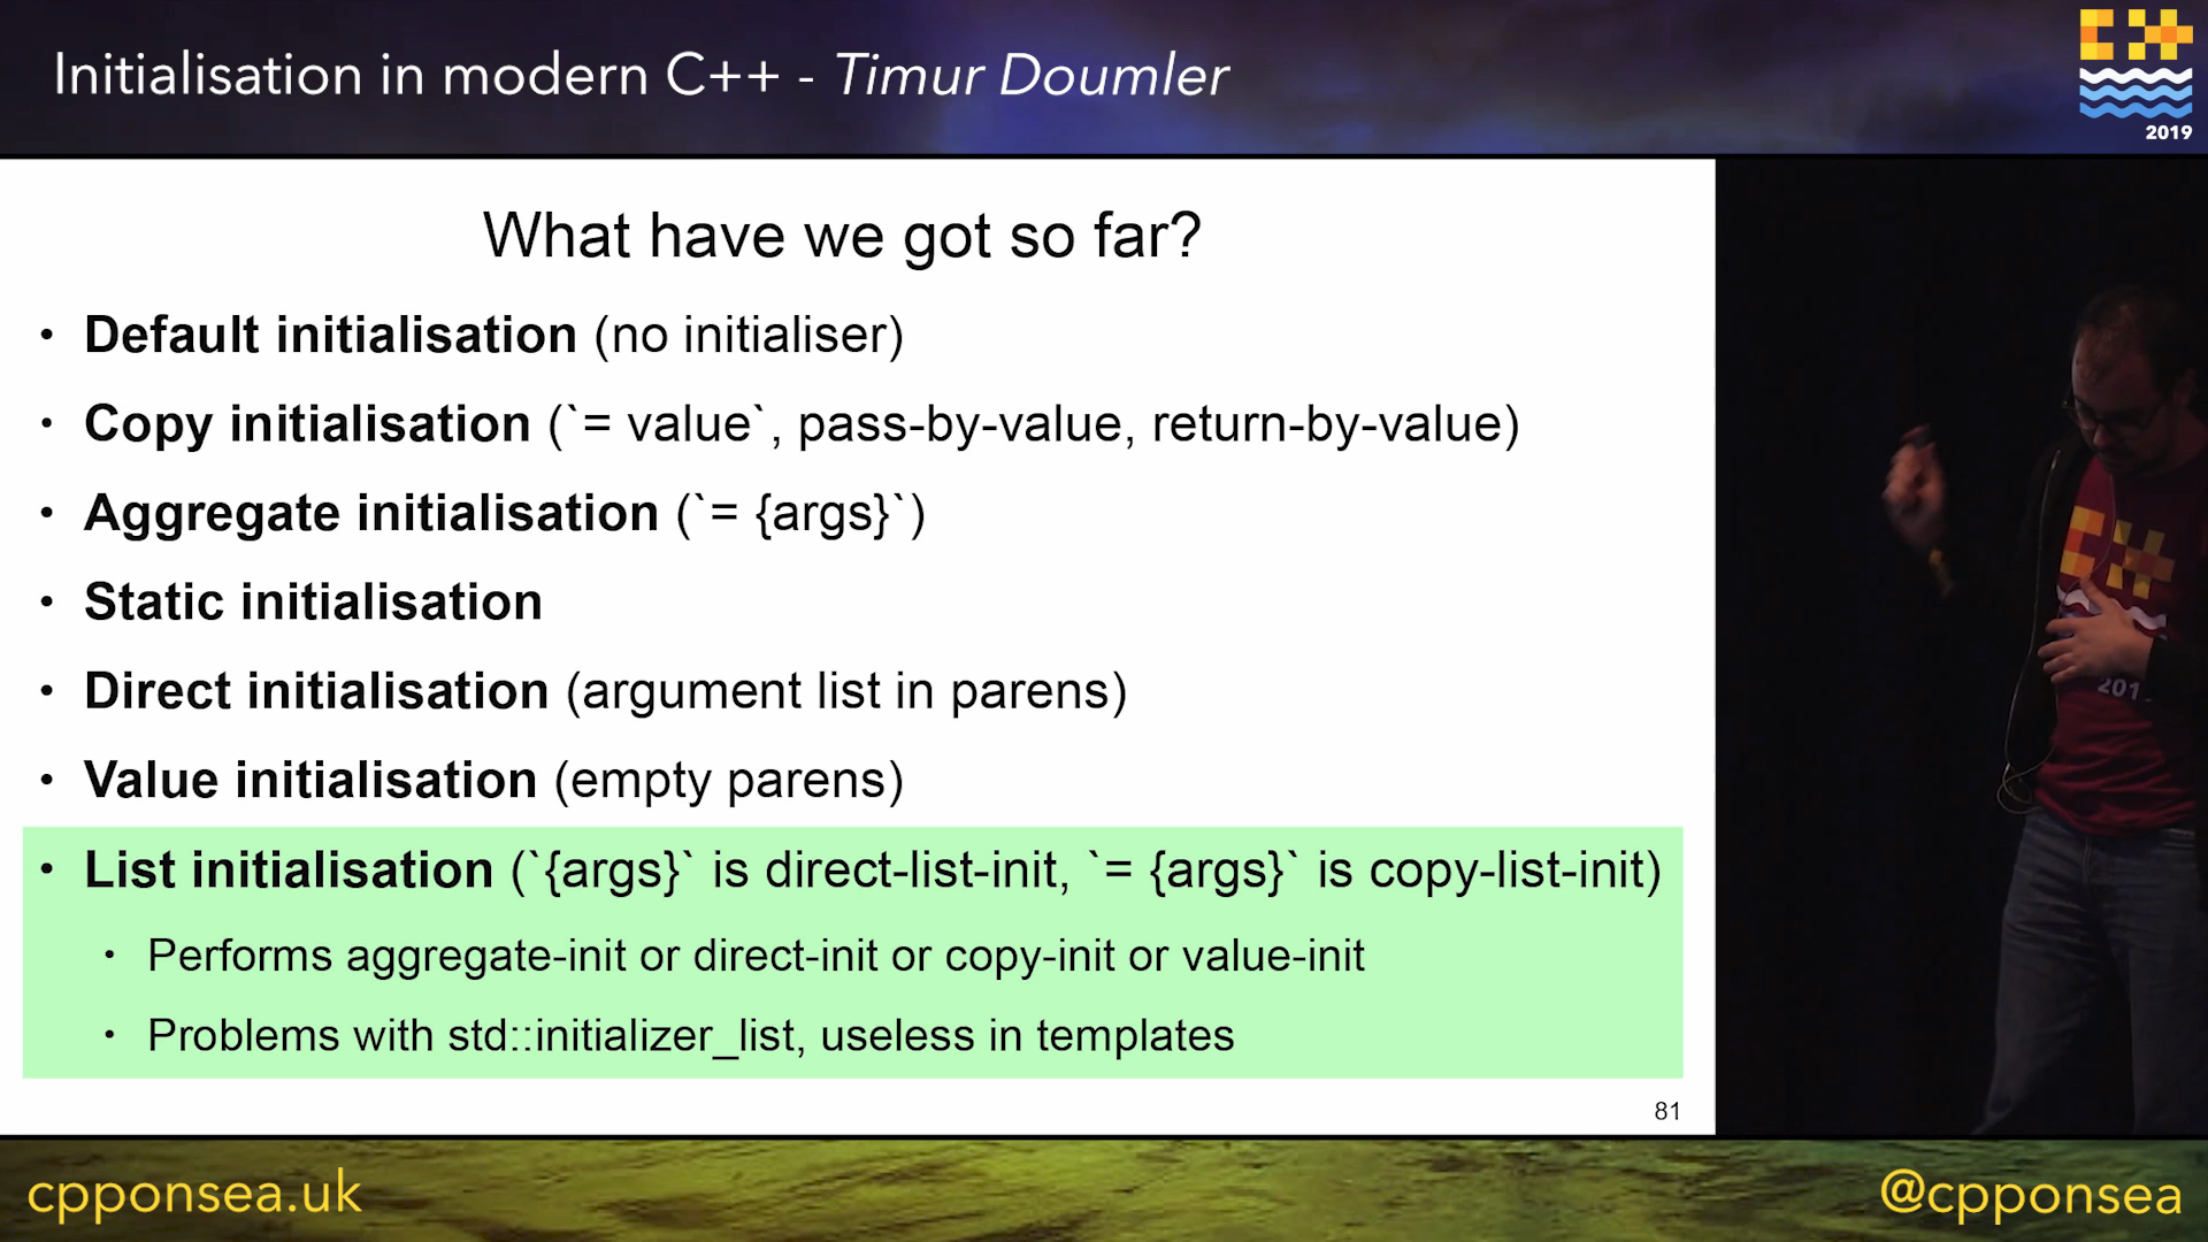 Initialisation in modern C++ - Timur Doumler
2019
What have we got so far?
• Default initialisation (no initialiser)
• Copy initialisation (`= value`, pass-by-value, return-by-value)
• Aggregate initialisation (`= {args}`)
• Static initialisation
• Direct initialisation (argument list in parens)
• Value initialisation (empty parens)
• List initialisation (`{args}` is direct-list-init, `= {args}` is copy-list-init)
• Performs aggregate-init or direct-init or copy-init or value-init
• Problems with std::initializer_list, useless in templates
81
201
cpponsea.uk
@cpponsea